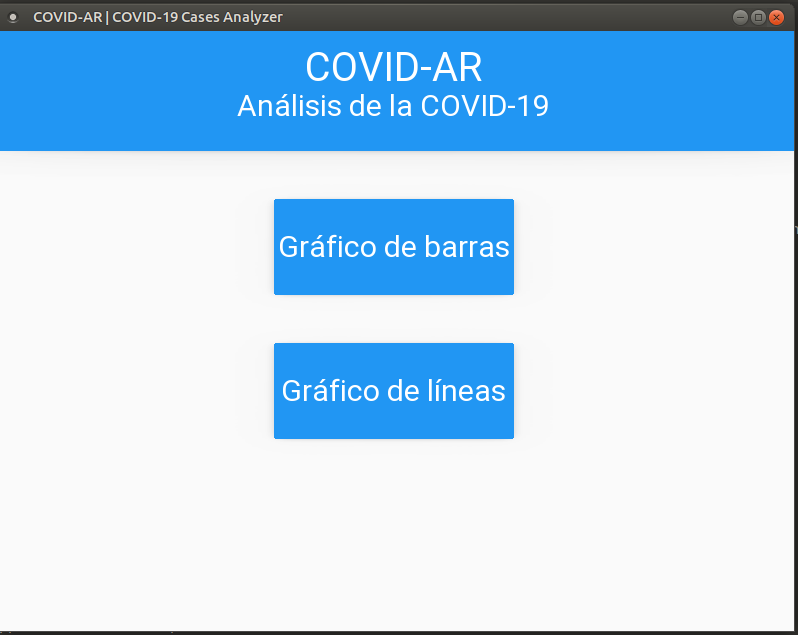 COVID-AR | COVID-19 Cases Analyzer
COVID-AR
Análisis de la COVID-19
Gráfico de barras
Gráfico de líneas